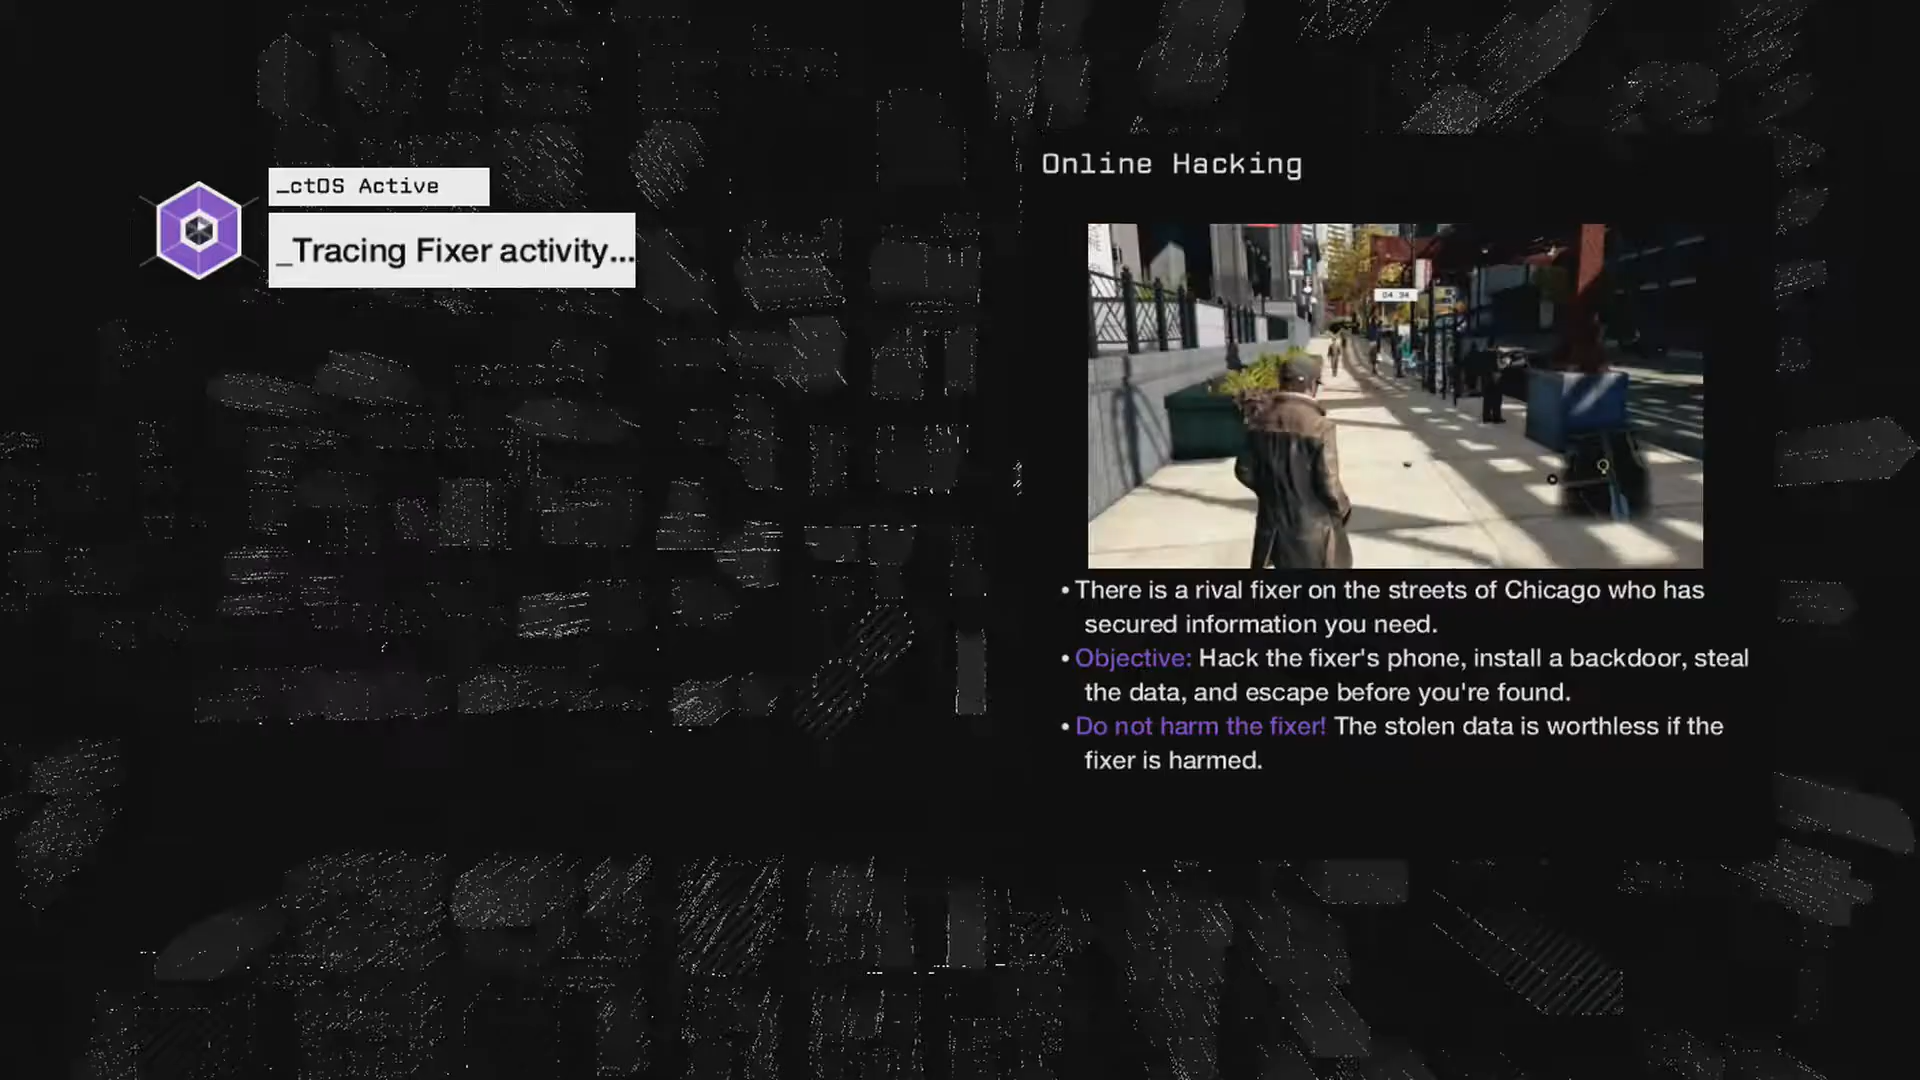 _ctOS Active
_Tracing Fixer activity...
Online Hacking
04 34
• There is a rival fixer on the streets of Chicago who has
secured information you need.
• Objective: Hack the fixer's phone, install a backdoor, steal
the data, and escape before you're found.
• Do not harm the fixer! The stolen data is worthless if the
fixer is harmed.